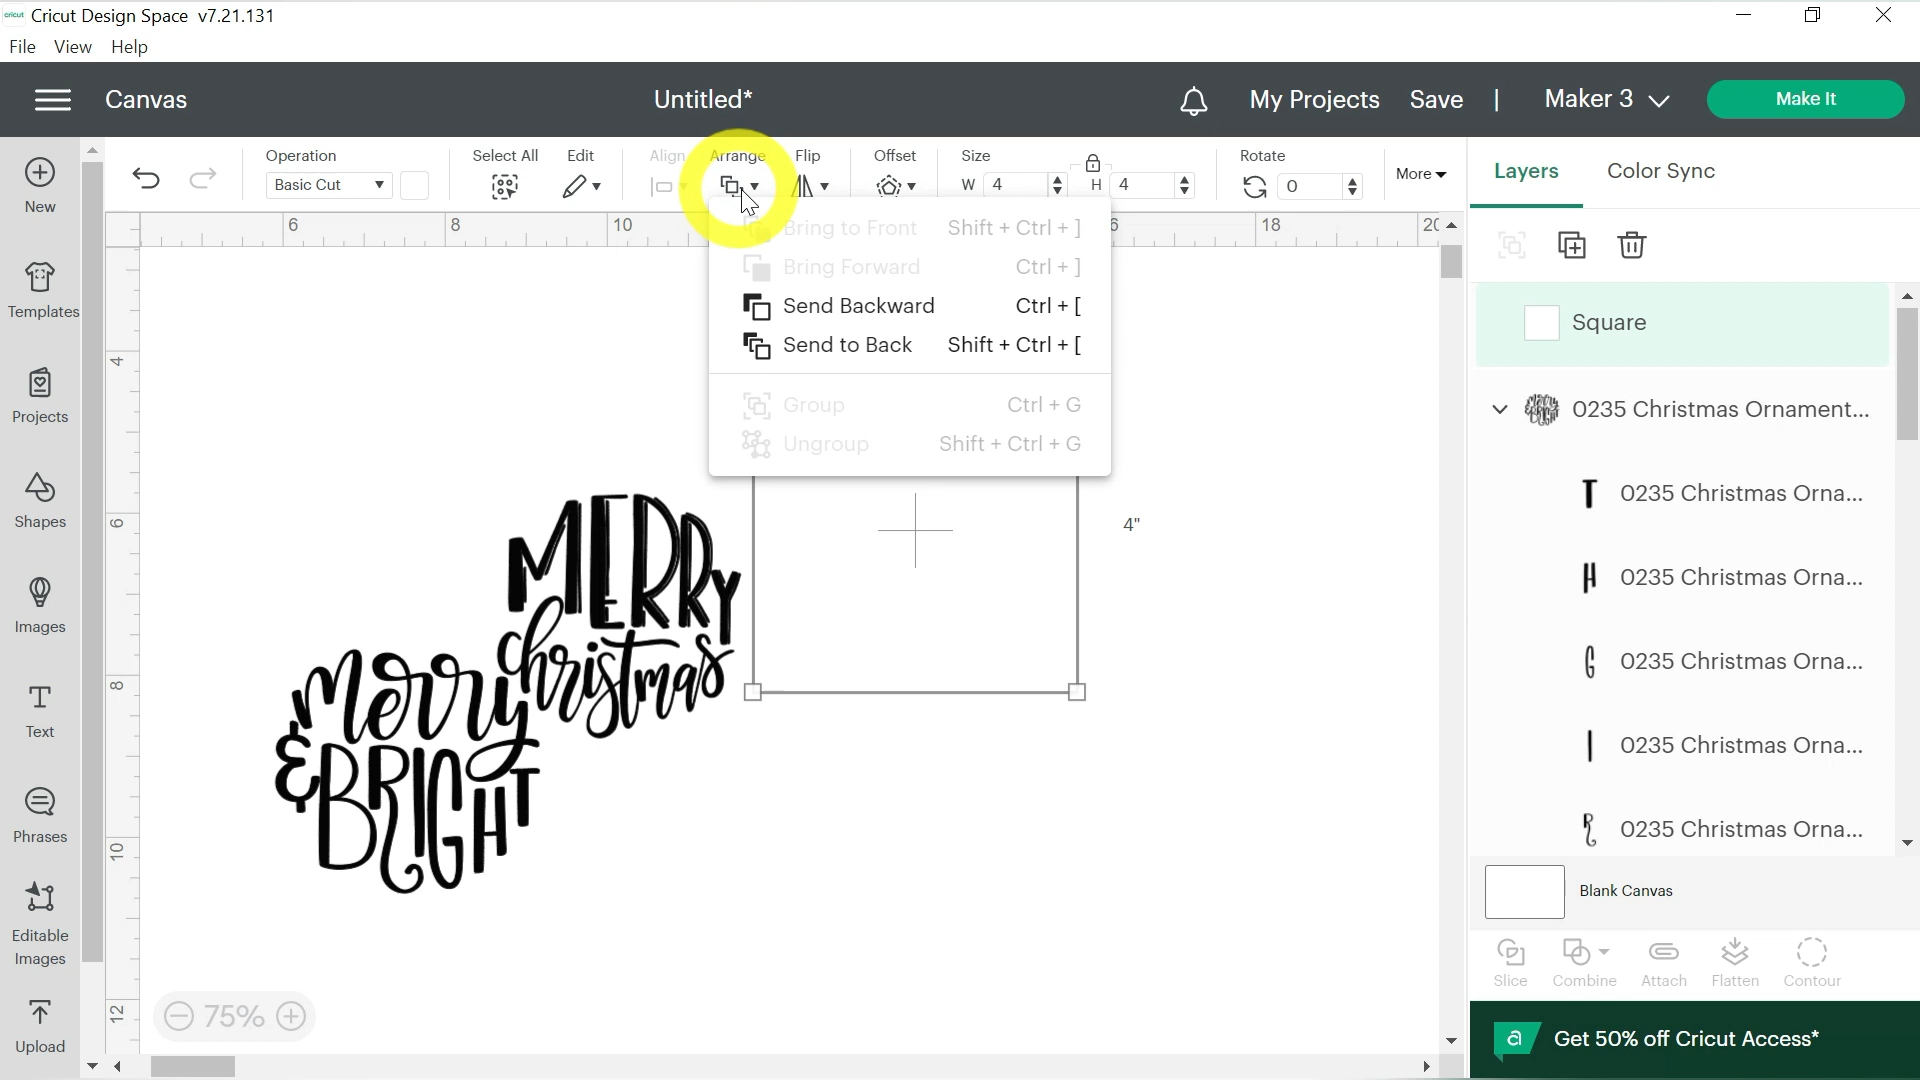 cricut Cricut Design Space v7.21.131
File View Help
Canvas Untitled* My Projects Save | Maker 3 Make It
New
Templates
Projects
Shapes
Images
Text
Phrases
Editable
Images
Upload
Operation Select All Edit Align Arrange Flip Offset Size Rotate
Basic Cut W 4 H 4 0 More
6 8 10 6 18 20
4
6
8
10
12
Bring to Front Shift + Ctrl + ]
Bring Forward Ctrl + ]
Send Backward Ctrl + [
Send to Back Shift + Ctrl + [
Group Ctrl + G
Ungroup Shift + Ctrl + G
4"
MERRY
christmas
Merry
& BRIGHT
75%
Layers Color Sync
Square
Merry & BRIGHT 0235 Christmas Ornament...
T 0235 Christmas Orna...
H 0235 Christmas Orna...
G 0235 Christmas Orna...
I 0235 Christmas Orna...
R 0235 Christmas Orna...
Blank Canvas
Slice Combine Attach Flatten Contour
a Get 50% off Cricut Access*